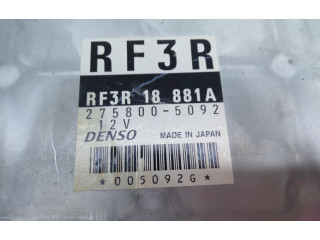 RF3R
RF3R 18 881A
275800-5092
12V
DENSO MADE IN JAPAN
*005092G*